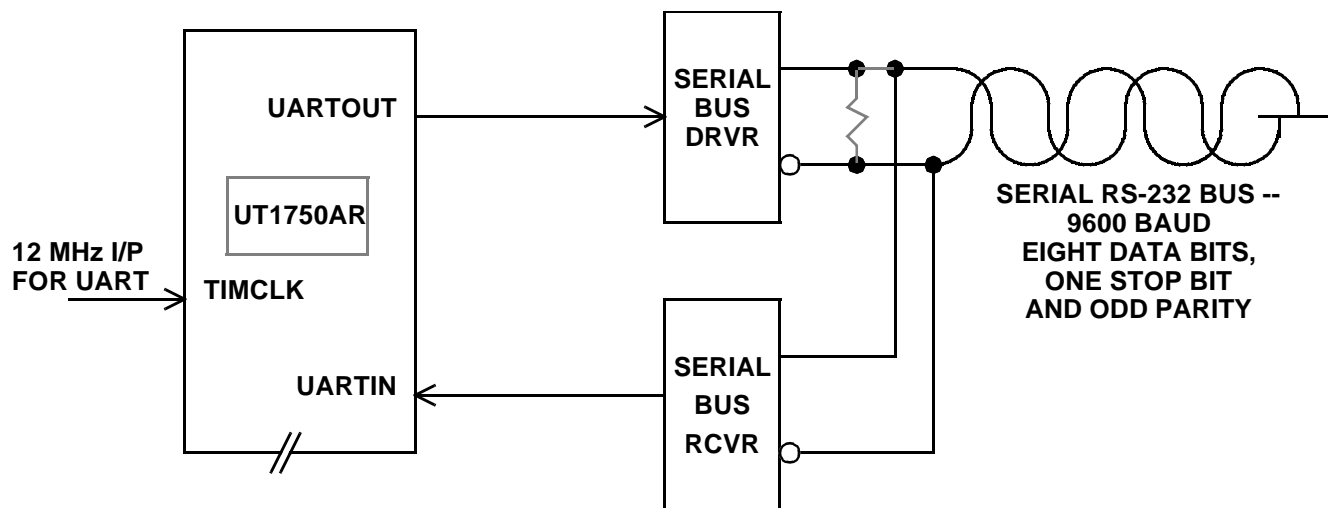 UARTOUT
UT1750AR
12 MHz I/P
FOR UART
TIMCLK
UARTIN
SERIAL
BUS
DRVR
SERIAL
BUS
RCVR
SERIAL RS-232 BUS --
9600 BAUD
EIGHT DATA BITS,
ONE STOP BIT
AND ODD PARITY